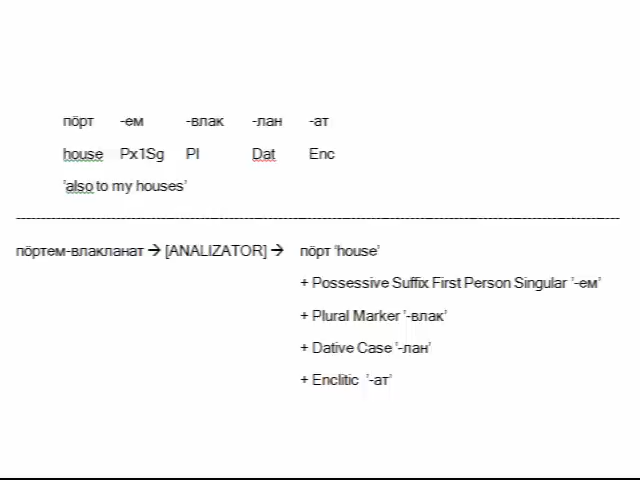 пӧрт -ем -влак -лан -ат
house Px1Sg Pl Dat Enc
'also to my houses'
пӧртем-влакланат → [ANALIZATOR] → пӧрт 'house'
+ Possessive Suffix First Person Singular '-ем'
+ Plural Marker '-влак'
+ Dative Case '-лан'
+ Enclitic '-ат'